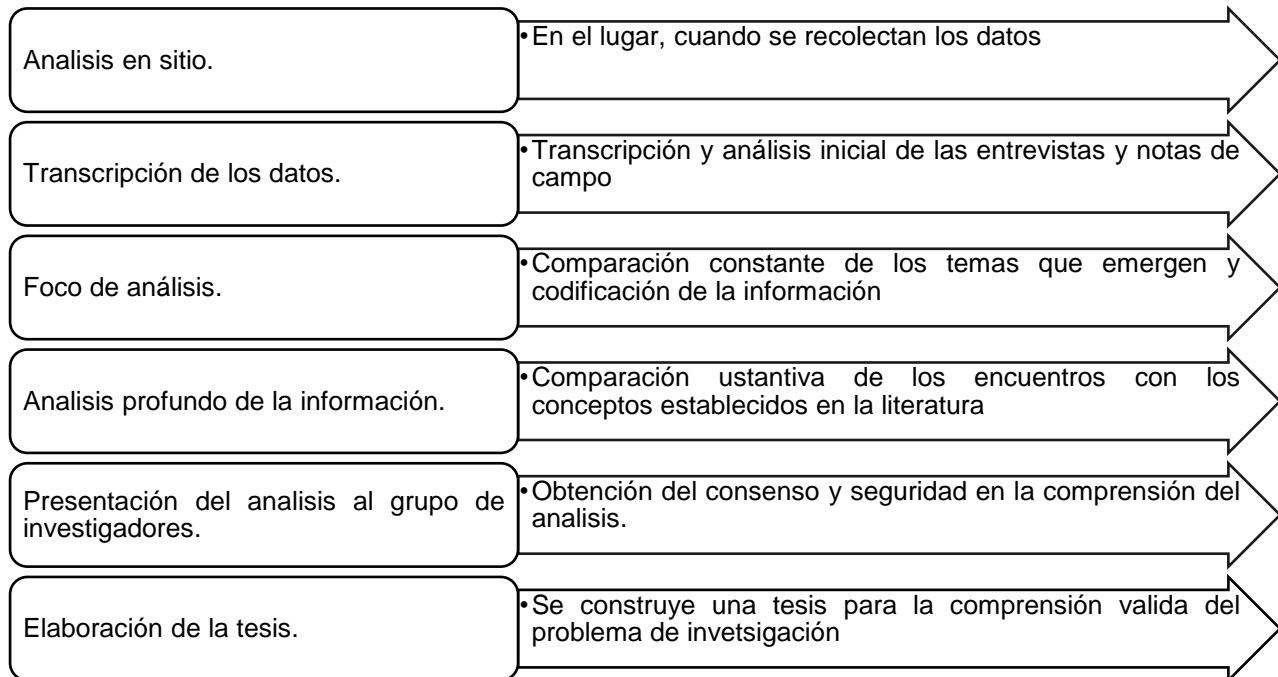 Analisis en sitio.
•En el lugar, cuando se recolectan los datos
Transcripción de los datos.
•Transcripción y análisis inicial de las entrevistas y notas de
campo
Foco de análisis.
•Comparación constante de los temas que emergen y
codificación de la información
Analisis profundo de la información.
•Comparación ustantiva de los encuentros con los
conceptos establecidos en la literatura
Presentación del analisis al grupo de
investigadores.
•Obtención del consenso y seguridad en la comprensión del
analisis.
Elaboración de la tesis.
•Se construye una tesis para la comprensión valida del
problema de invetsigación